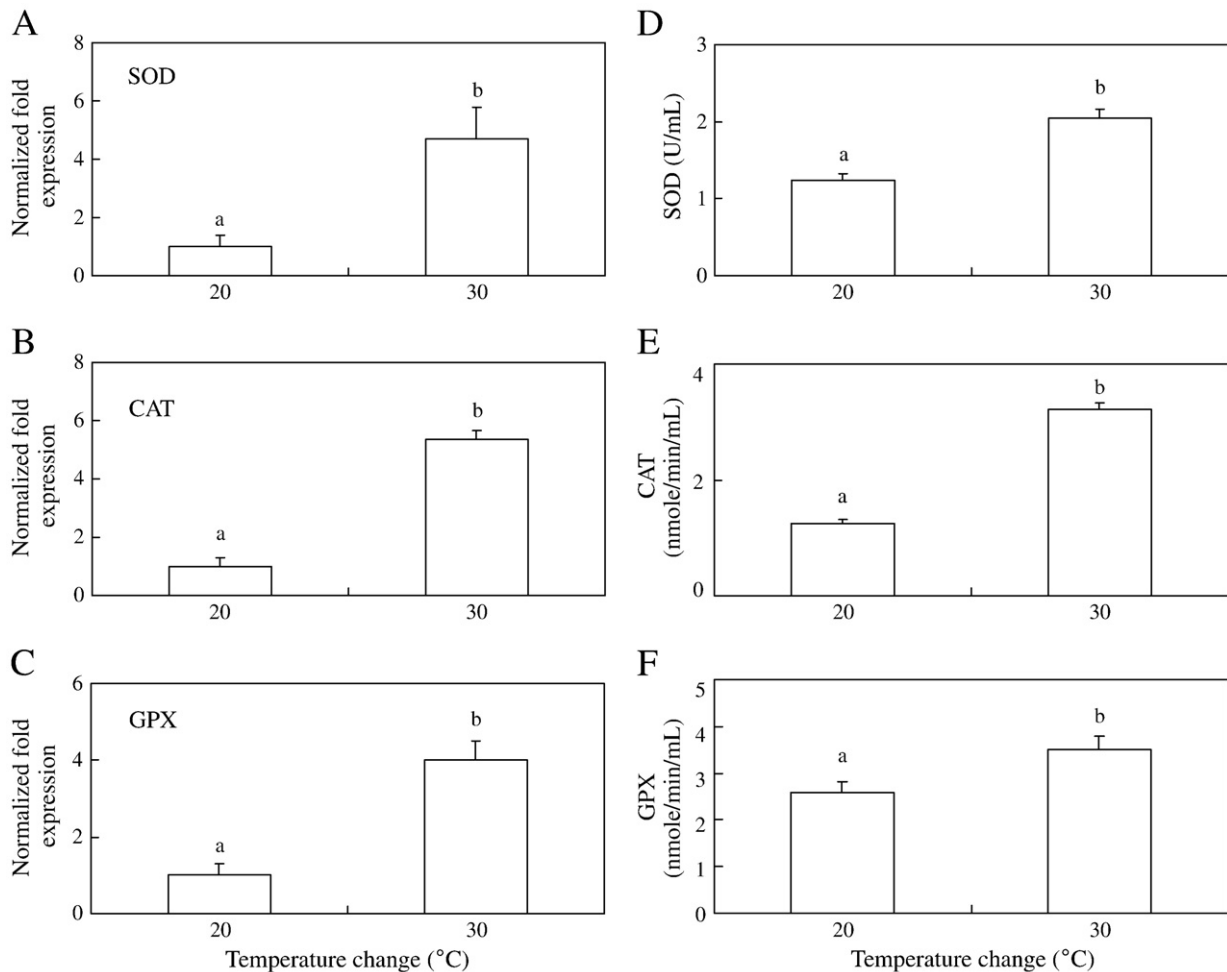 A
Normalized fold
expression
8
6
4
2
0
SOD
a
b
20
30
D
SOD (U/mL)
3
2
1
0
a
b
20
30
B
Normalized fold
expression
8
6
4
2
0
CAT
a
b
20
30
E
CAT
(nmole/min/mL)
4
2
0
a
b
20
30
C
Normalized fold
expression
6
4
2
0
GPX
a
b
20
30
Temperature change (°C)
F
GPX
(nmole/min/mL)
5
4
3
2
1
0
a
b
20
30
Temperature change (°C)